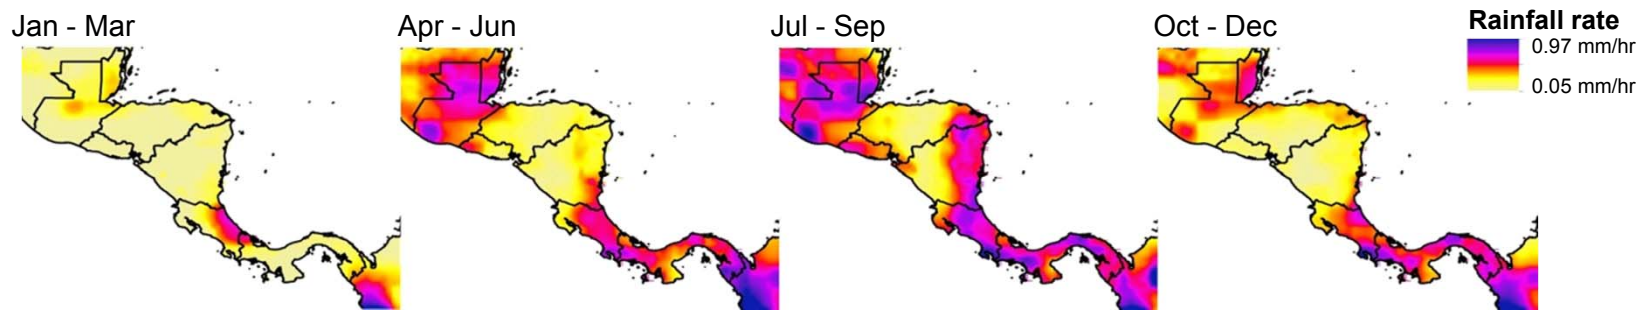 Jan - Mar
Apr - Jun
Jul - Sep
Oct - Dec
Rainfall rate
0.97 mm/hr
0.05 mm/hr